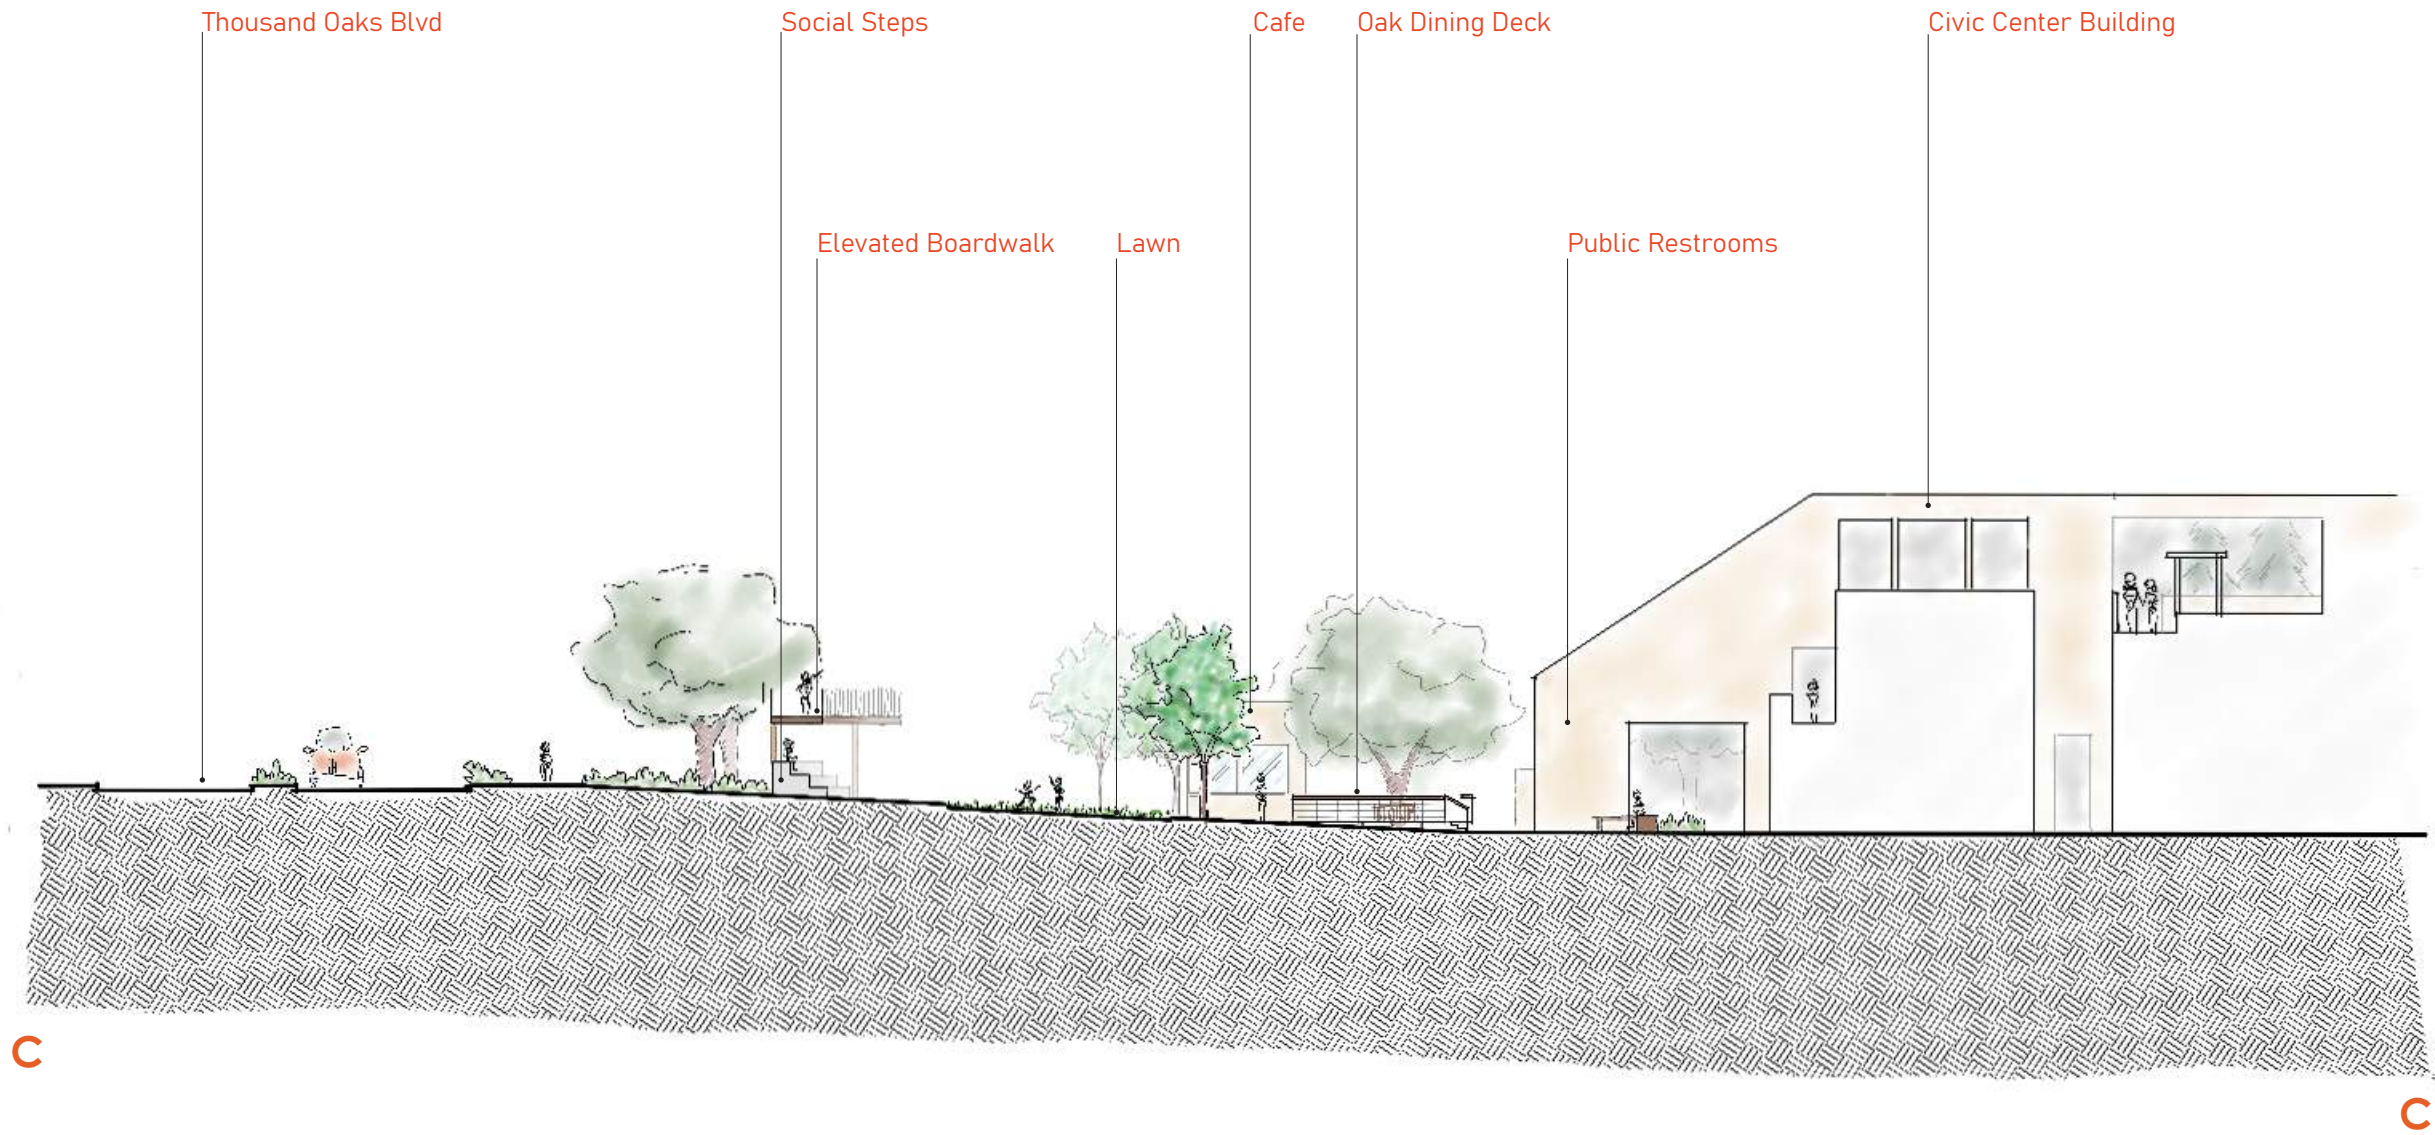 Thousand Oaks Blvd
Social Steps
Cafe
Oak Dining Deck
Civic Center Building
Elevated Boardwalk
Lawn
Public Restrooms
C
C